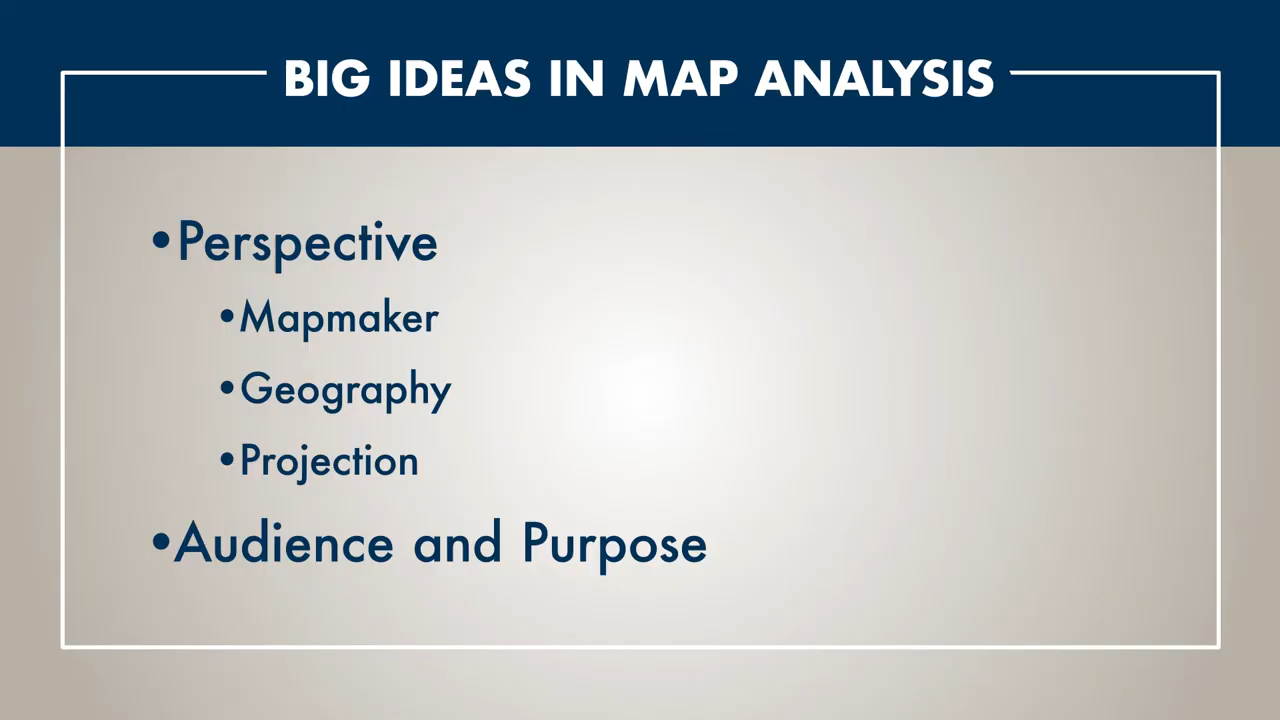 BIG IDEAS IN MAP ANALYSIS
•Perspective
•Mapmaker
•Geography
•Projection
•Audience and Purpose